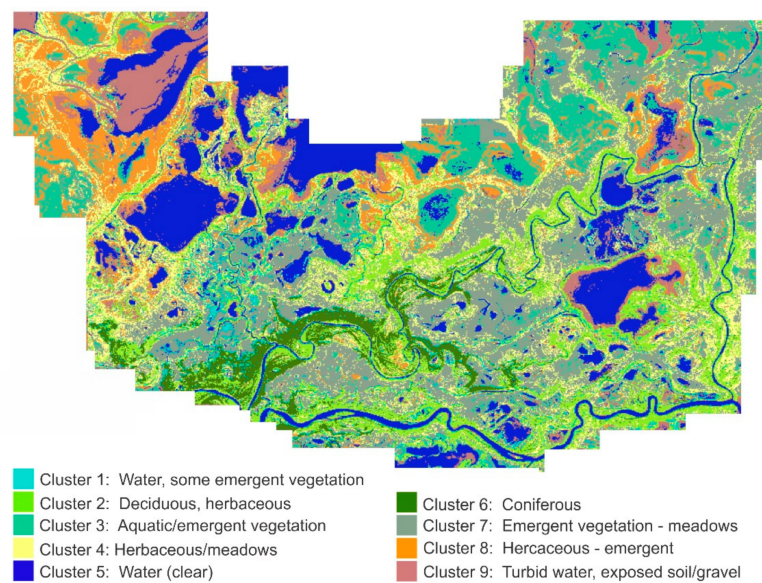 Cluster 1: Water, some emergent vegetation
Cluster 2: Deciduous, herbaceous
Cluster 3: Aquatic/emergent vegetation
Cluster 4: Herbaceous/meadows
Cluster 5: Water (clear)
Cluster 6: Coniferous
Cluster 7: Emergent vegetation - meadows
Cluster 8: Hercaceous - emergent
Cluster 9: Turbid water, exposed soil/gravel